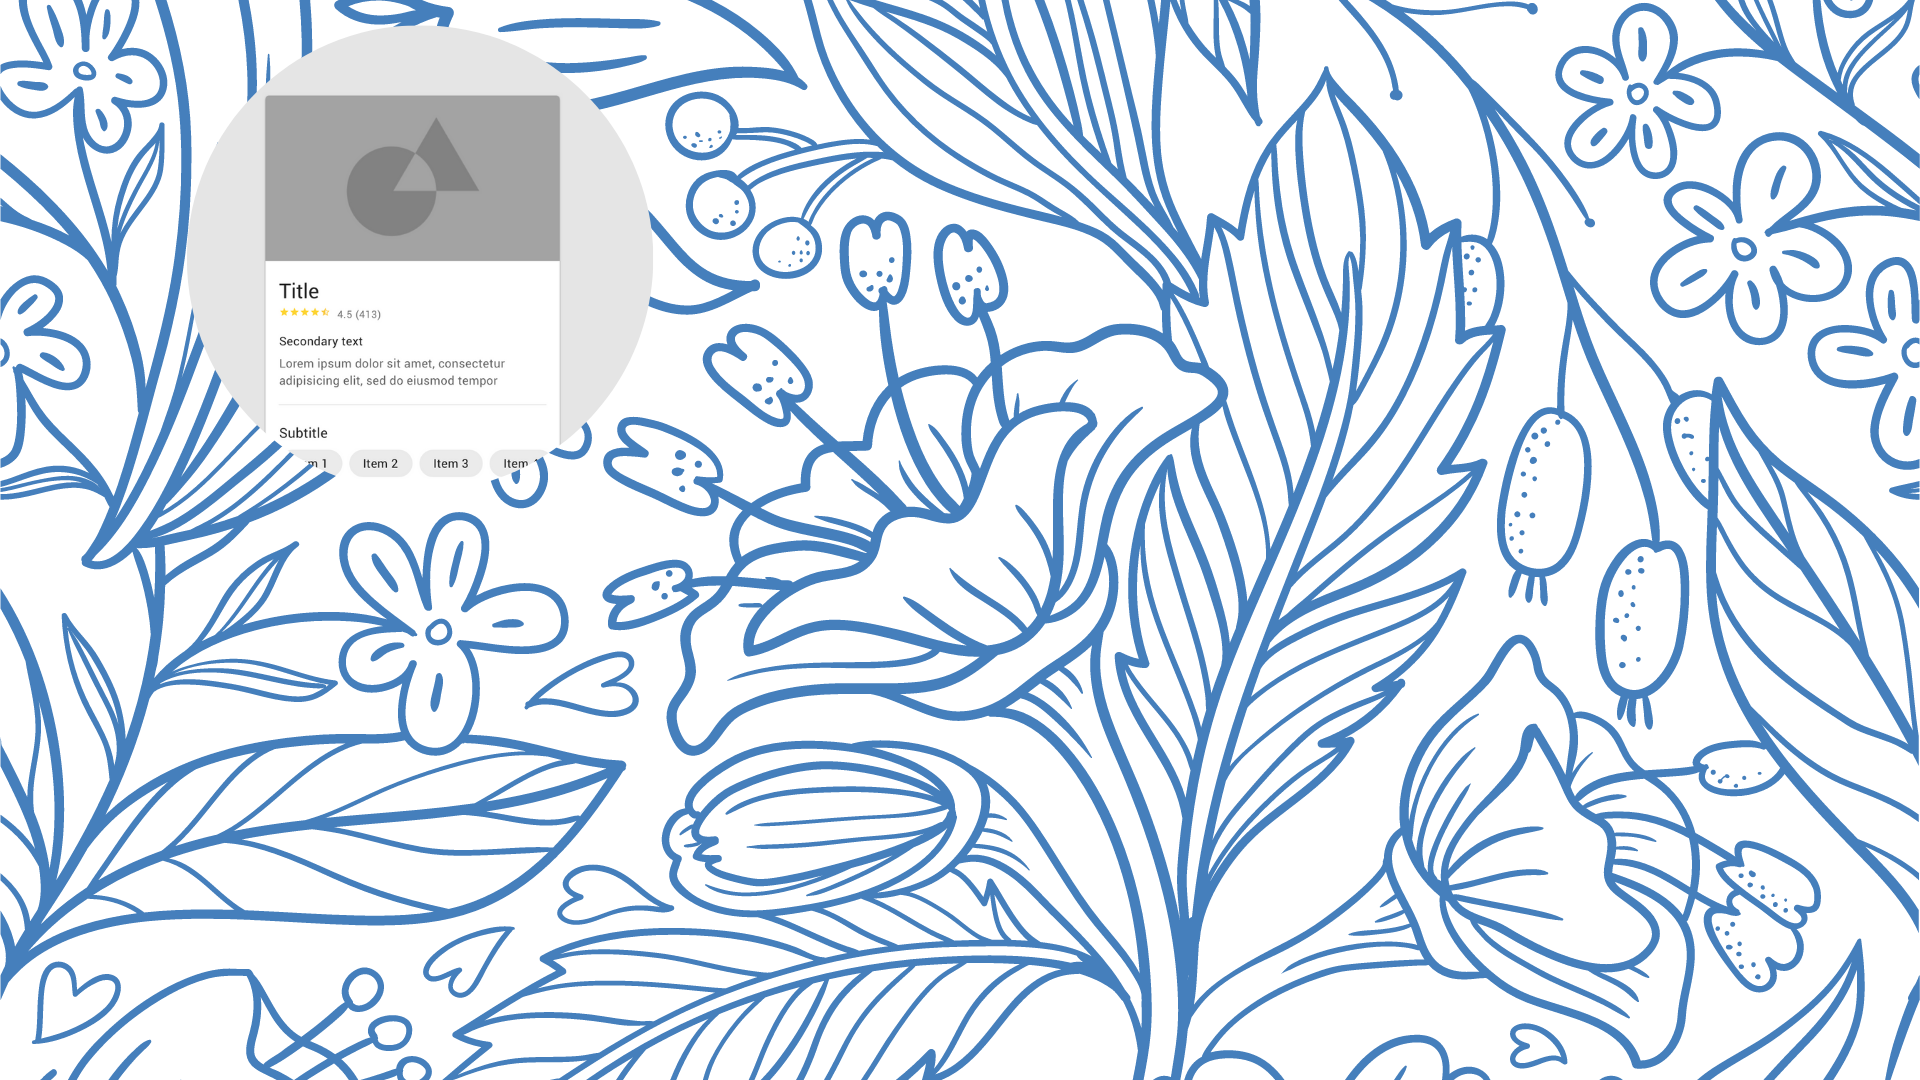 Title
4.5 (413)
Secondary text
Lorem ipsum dolor sit amet, consectetur
adipisicing elit, sed do eiusmod tempor
Subtitle
m 1 Item 2 Item 3 Item